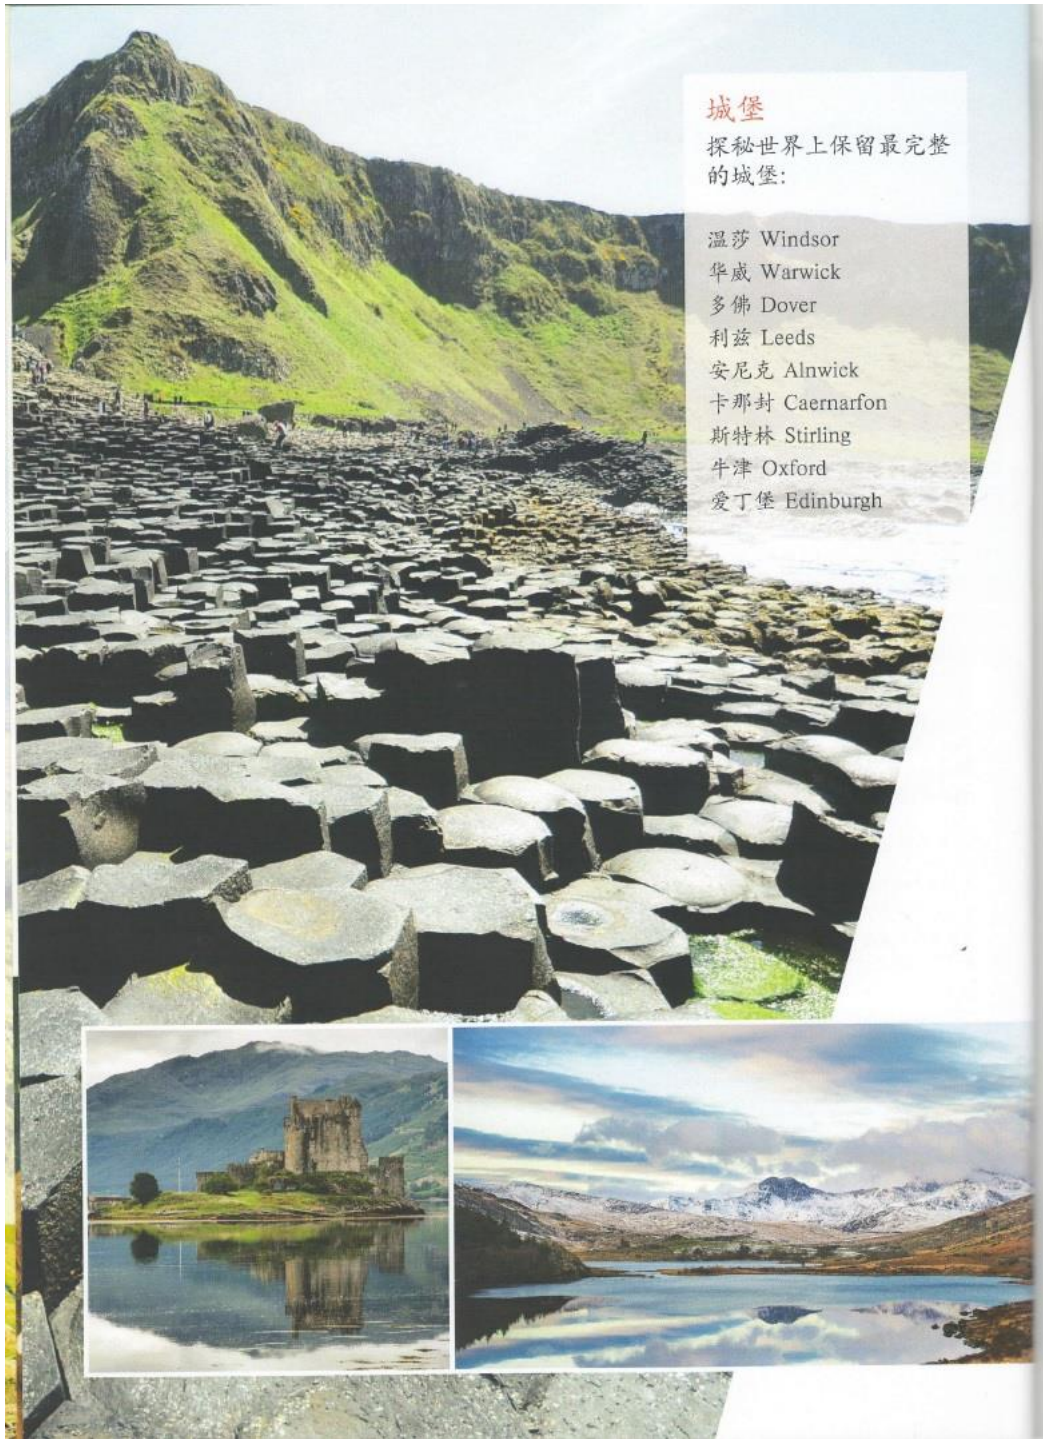 城堡
探秘世界上保留最完整
的城堡:
温莎 Windsor
华威 Warwick
多佛 Dover
利兹 Leeds
安尼克 Alnwick
卡那封 Caernarfon
斯特林 Stirling
牛津 Oxford
爱丁堡 Edinburgh